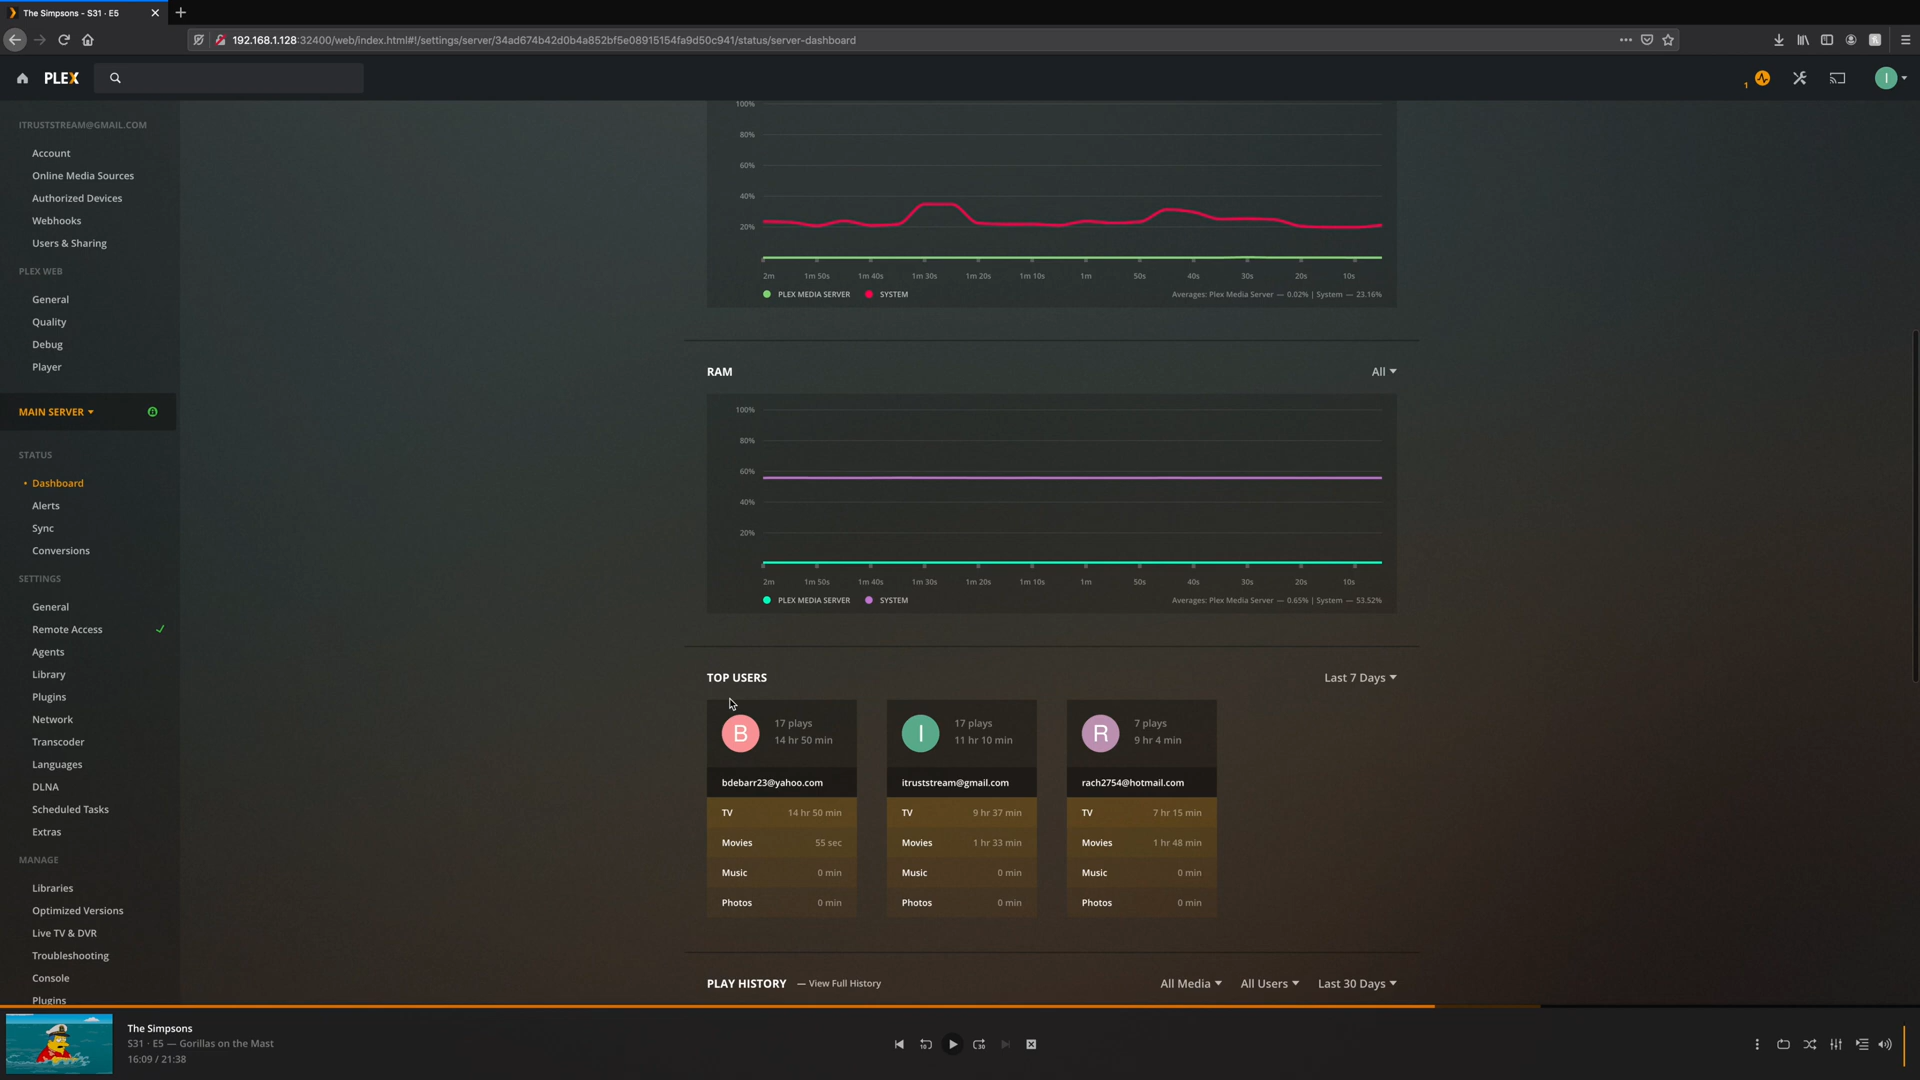 The Simpsons - S31 · E5
192.168.1.128:32400/web/index.html#!/settings/server/34ad674b42d0b4a852bf5e08915154fa9d50c941/status/server-dashboard
PLEX
1
I
ITRUSTSTREAM@GMAIL.COM
Account
Online Media Sources
Authorized Devices
Webhooks
Users & Sharing
PLEX WEB
General
Quality
Debug
Player
MAIN SERVER
STATUS
Dashboard
Alerts
Sync
Conversions
SETTINGS
General
Remote Access
Agents
Library
Plugins
Network
Transcoder
Languages
DLNA
Scheduled Tasks
Extras
MANAGE
Libraries
Optimized Versions
Live TV & DVR
Troubleshooting
Console
Plugins
100%
80%
60%
40%
20%
2m 1m 50s 1m 40s 1m 30s 1m 20s 1m 10s 1m 50s 40s 30s 20s 10s
PLEX MEDIA SERVER SYSTEM Averages: Plex Media Server — 0.02% | System — 23.16%
RAM All
100%
80%
60%
40%
20%
2m 1m 50s 1m 40s 1m 30s 1m 20s 1m 10s 1m 50s 40s 30s 20s 10s
PLEX MEDIA SERVER SYSTEM Averages: Plex Media Server — 0.65% | System — 53.52%
TOP USERS Last 7 Days
B
17 plays
14 hr 50 min
bdebarr23@yahoo.com
TV 14 hr 50 min
Movies 55 sec
Music 0 min
Photos 0 min
I
17 plays
11 hr 10 min
itruststream@gmail.com
TV 9 hr 37 min
Movies 1 hr 33 min
Music 0 min
Photos 0 min
R
7 plays
9 hr 4 min
rach2754@hotmail.com
TV 7 hr 15 min
Movies 1 hr 48 min
Music 0 min
Photos 0 min
PLAY HISTORY — View Full History All Media All Users Last 30 Days
The Simpsons
S31 · E5 — Gorillas on the Mast
16:09 / 21:38
10
30